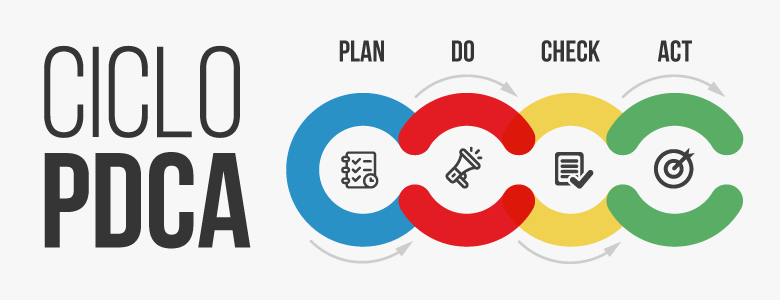 CICLO
PDCA
PLAN
DO
CHECK
ACT